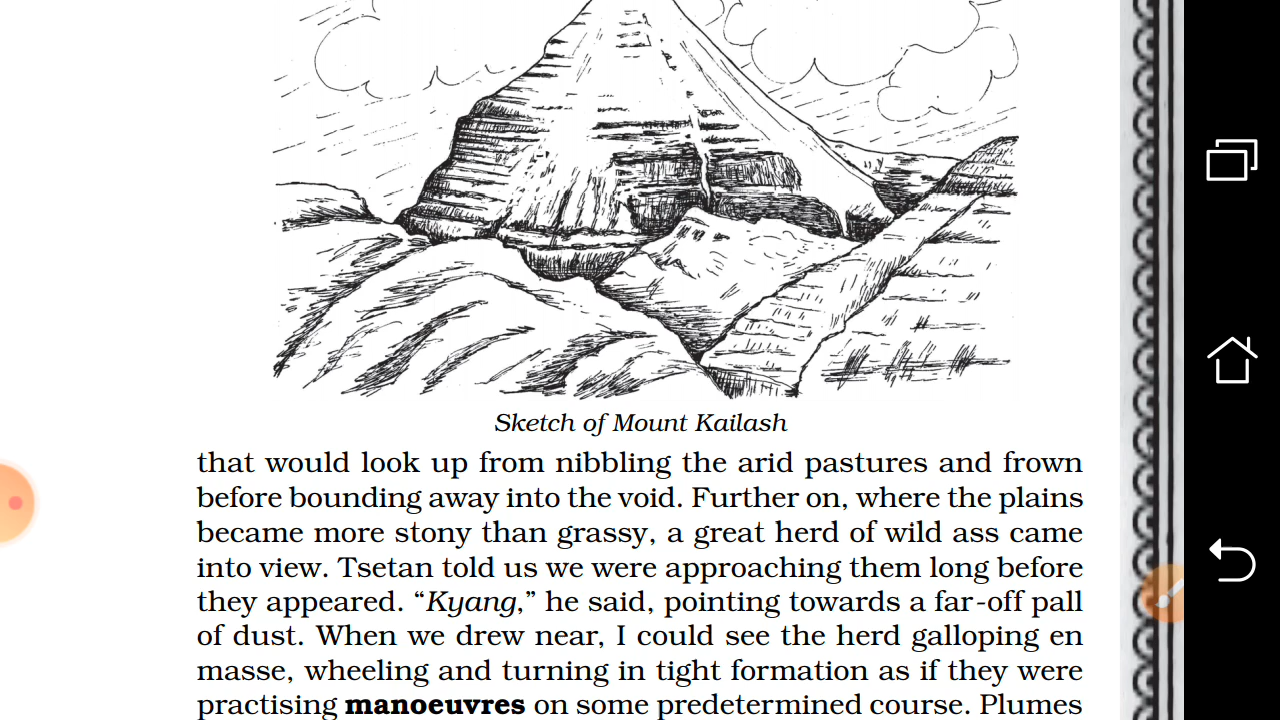 Sketch of Mount Kailash
that would look up from nibbling the arid pastures and frown
before bounding away into the void. Further on, where the plains
became more stony than grassy, a great herd of wild ass came
into view. Tsetan told us we were approaching them long before
they appeared. “Kyang,” he said, pointing towards a far-off pall
of dust. When we drew near, I could see the herd galloping en
masse, wheeling and turning in tight formation as if they were
practising manoeuvres on some predetermined course. Plumes